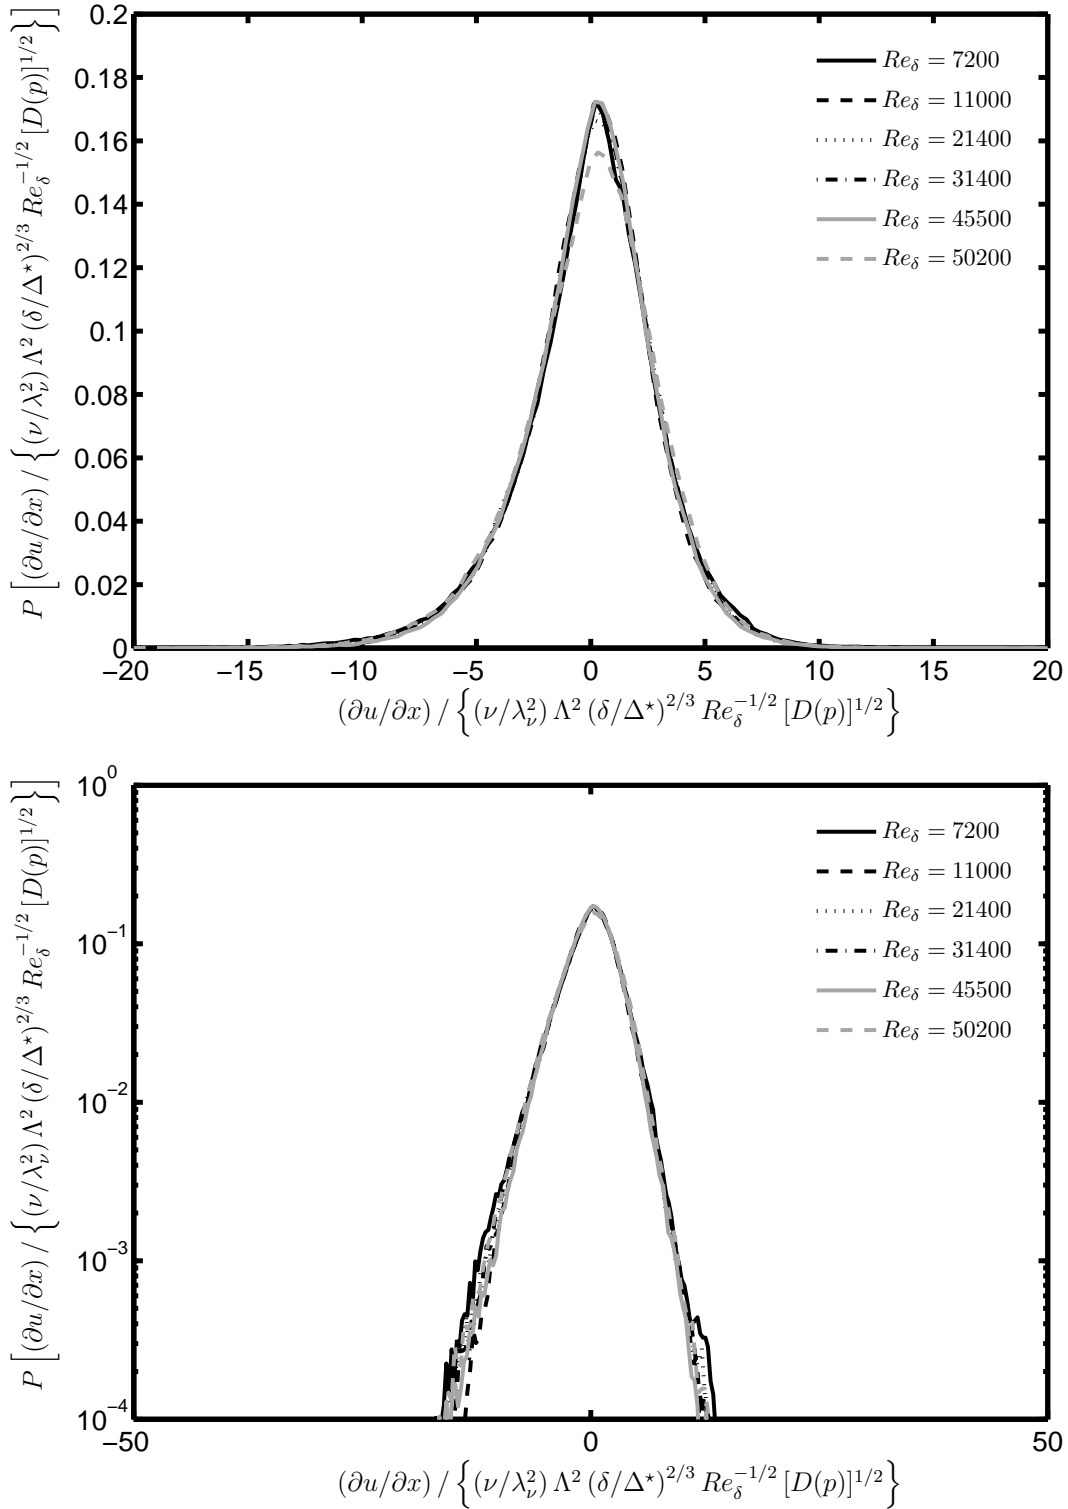 P [(∂u/∂x) / {(ν/λ_ν^2) Λ^2 (δ/Δ*)^{2/3} Re_δ^{-1/2} [D(p)]^{1/2}}]
0.2
0.18
0.16
0.14
0.12
0.1
0.08
0.06
0.04
0.02
0
Re_δ = 7200
Re_δ = 11000
Re_δ = 21400
Re_δ = 31400
Re_δ = 45500
Re_δ = 50200
−20 −15 −10 −5 0 5 10 15 20
(∂u/∂x) / {(ν/λ_ν^2) Λ^2 (δ/Δ*)^{2/3} Re_δ^{-1/2} [D(p)]^{1/2}}
P [(∂u/∂x) / {(ν/λ_ν^2) Λ^2 (δ/Δ*)^{2/3} Re_δ^{-1/2} [D(p)]^{1/2}}]
10^0
10^{−1}
10^{−2}
10^{−3}
10^{−4}
Re_δ = 7200
Re_δ = 11000
Re_δ = 21400
Re_δ = 31400
Re_δ = 45500
Re_δ = 50200
−50 0 50
(∂u/∂x) / {(ν/λ_ν^2) Λ^2 (δ/Δ*)^{2/3} Re_δ^{-1/2} [D(p)]^{1/2}}